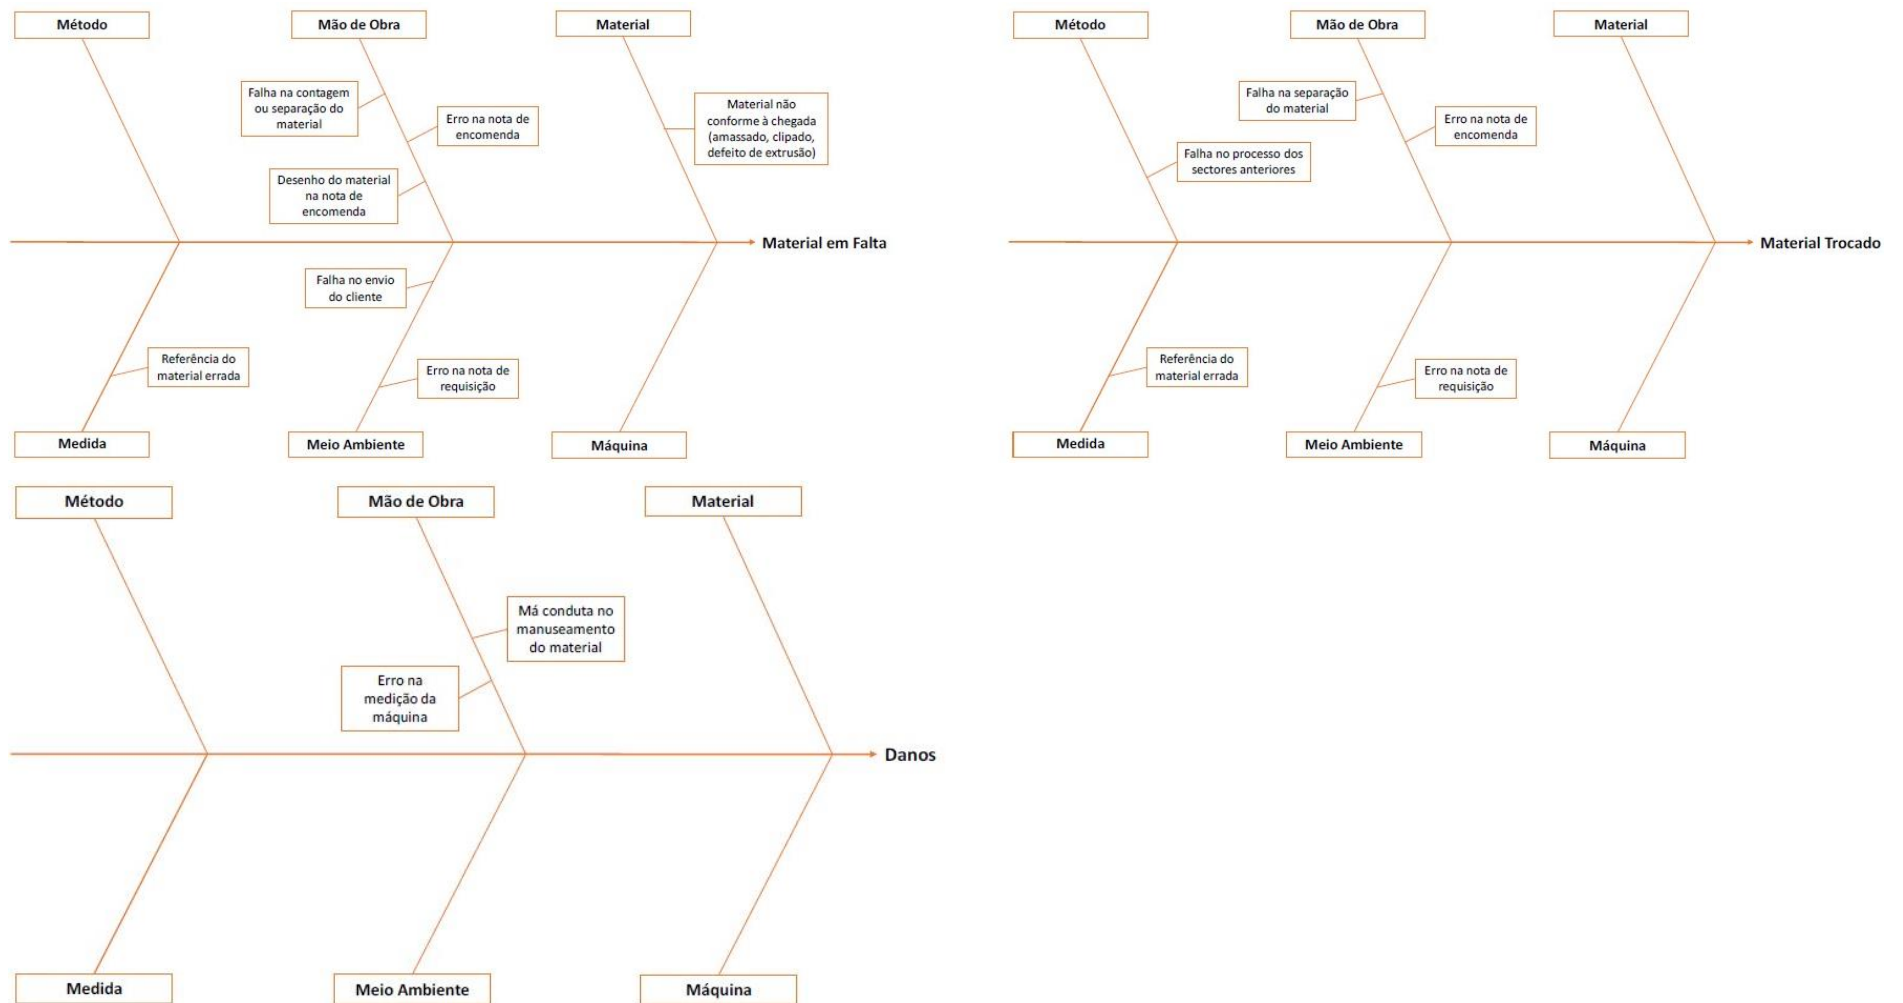 Método
Mão de Obra
Material
Falha na contagem
ou separação do
material
Erro na nota de
encomenda
Material não
conforme à chegada
(amassado, clipado,
defeito de extrusão)
Desenho do material
na nota de
encomenda
Material em Falta
Falha no envio
do cliente
Referência do
material errada
Erro na nota de
requisição
Medida
Meio Ambiente
Máquina
Método
Mão de Obra
Material
Falha na separação
do material
Erro na nota de
encomenda
Falha no processo dos
sectores anteriores
Material Trocado
Referência do
material errada
Erro na nota de
requisição
Medida
Meio Ambiente
Máquina
Método
Mão de Obra
Material
Má conduta no
manuseamento
do material
Erro na
medição da
máquina
Danos
Medida
Meio Ambiente
Máquina